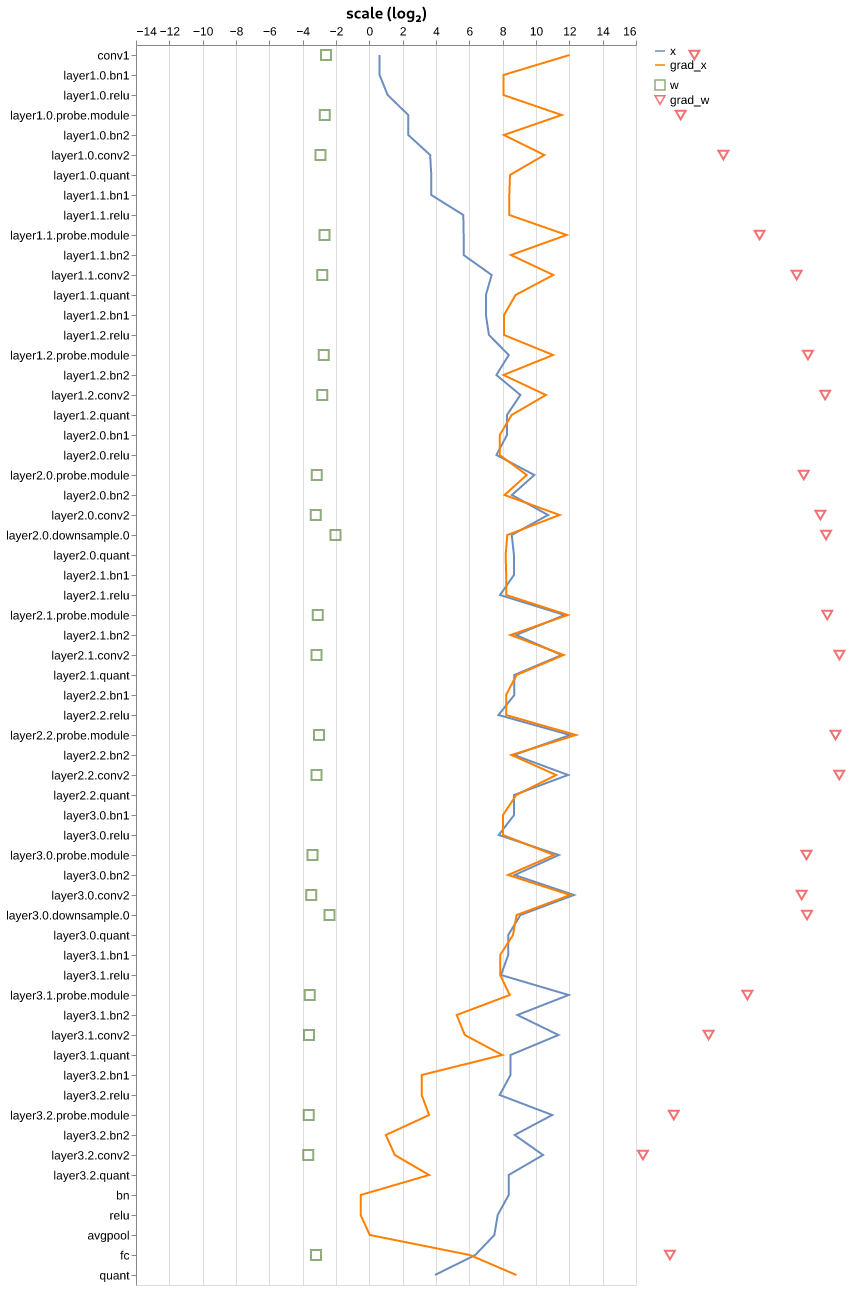 scale (log₂)
−14 −12 −10 −8 −6 −4 −2 0 2 4 6 8 10 12 14 16
x
grad_x
w
grad_w
conv1
layer1.0.bn1
layer1.0.relu
layer1.0.probe.module
layer1.0.bn2
layer1.0.conv2
layer1.0.quant
layer1.1.bn1
layer1.1.relu
layer1.1.probe.module
layer1.1.bn2
layer1.1.conv2
layer1.1.quant
layer1.2.bn1
layer1.2.relu
layer1.2.probe.module
layer1.2.bn2
layer1.2.conv2
layer1.2.quant
layer2.0.bn1
layer2.0.relu
layer2.0.probe.module
layer2.0.bn2
layer2.0.conv2
layer2.0.downsample.0
layer2.0.quant
layer2.1.bn1
layer2.1.relu
layer2.1.probe.module
layer2.1.bn2
layer2.1.conv2
layer2.1.quant
layer2.2.bn1
layer2.2.relu
layer2.2.probe.module
layer2.2.bn2
layer2.2.conv2
layer2.2.quant
layer3.0.bn1
layer3.0.relu
layer3.0.probe.module
layer3.0.bn2
layer3.0.conv2
layer3.0.downsample.0
layer3.0.quant
layer3.1.bn1
layer3.1.relu
layer3.1.probe.module
layer3.1.bn2
layer3.1.conv2
layer3.1.quant
layer3.2.bn1
layer3.2.relu
layer3.2.probe.module
layer3.2.bn2
layer3.2.conv2
layer3.2.quant
bn
relu
avgpool
fc
quant